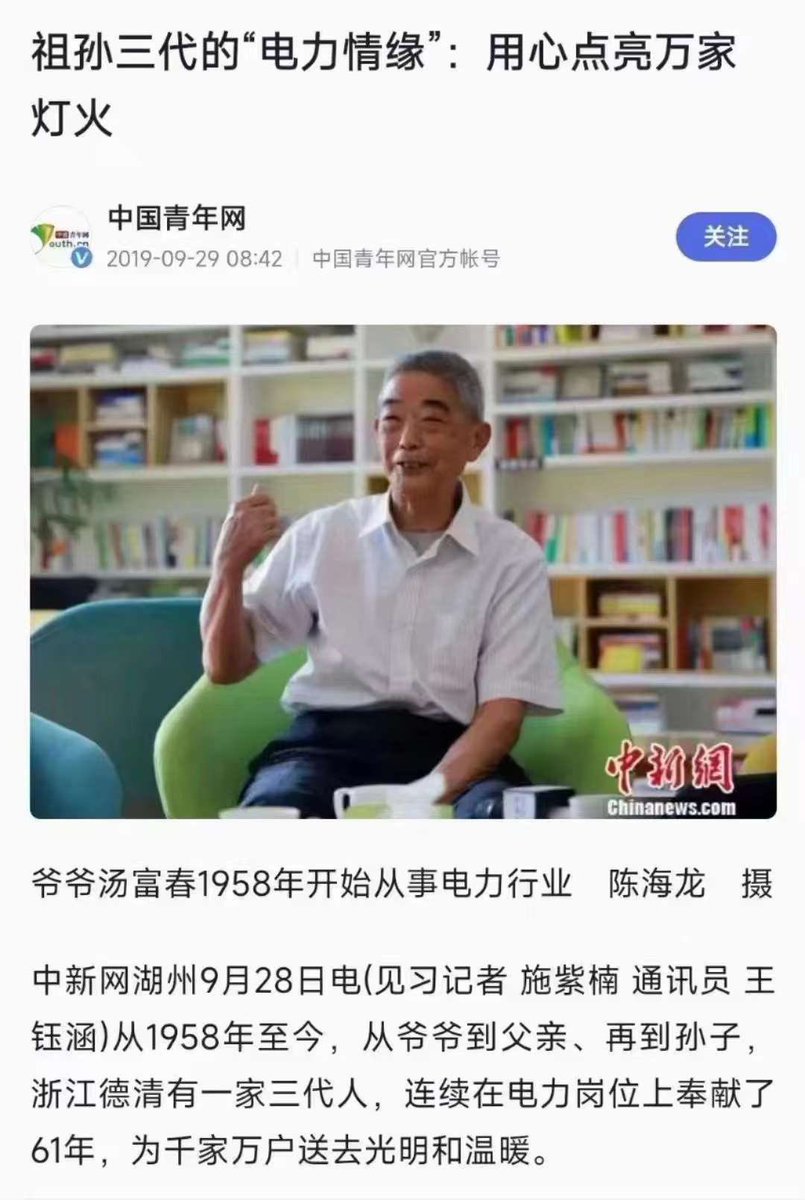 祖孙三代的“电力情缘”：用心点亮万家
灯火
中国青年网
2019-09-29 08:42 中国青年网官方帐号
关注
中国青年网
outh.cn
中新網
Chinanews.com
爷爷汤富春1958年开始从事电力行业 陈海龙 摄
中新网湖州9月28日电(见习记者 施紫楠 通讯员 王
钰涵)从1958年至今，从爷爷到父亲、再到孙子，
浙江德清有一家三代人，连续在电力岗位上奉献了
61年，为千家万户送去光明和温暖。